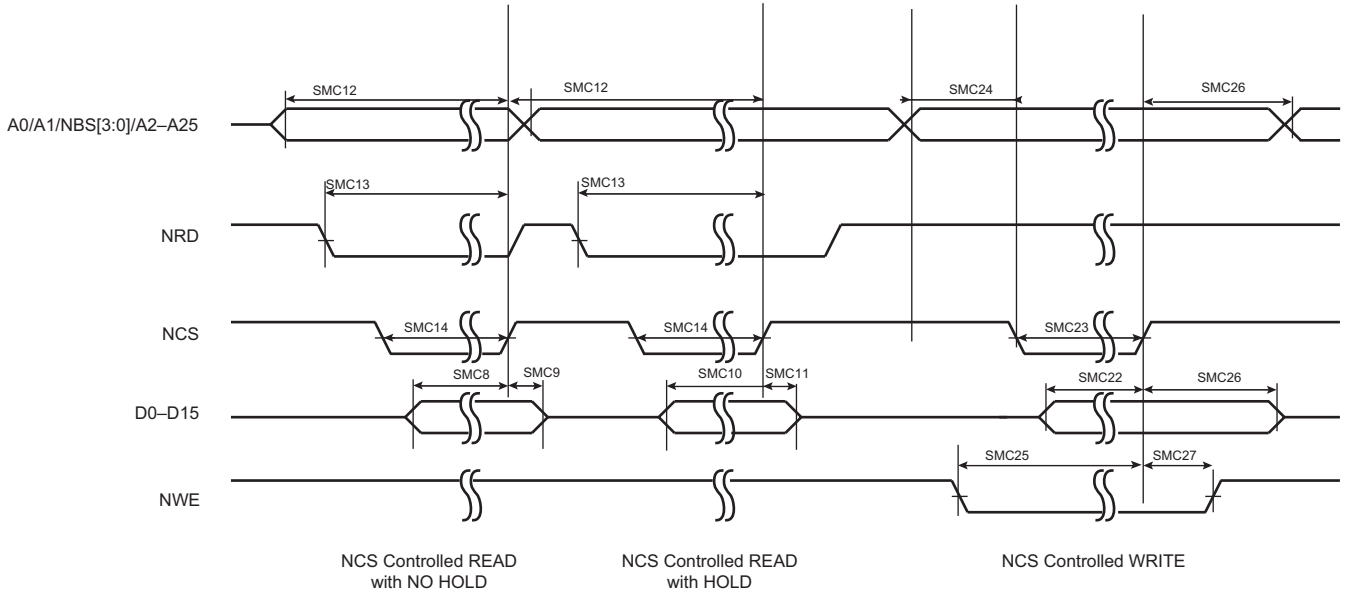 SMC12
SMC12
SMC24
SMC26
A0/A1/NBS[3:0]/A2–A25
SMC13
SMC13
NRD
NCS
SMC14
SMC14
SMC23
SMC8
SMC9
SMC10
SMC11
SMC22
SMC26
D0–D15
SMC25
SMC27
NWE
NCS Controlled READ
with NO HOLD
NCS Controlled READ
with HOLD
NCS Controlled WRITE